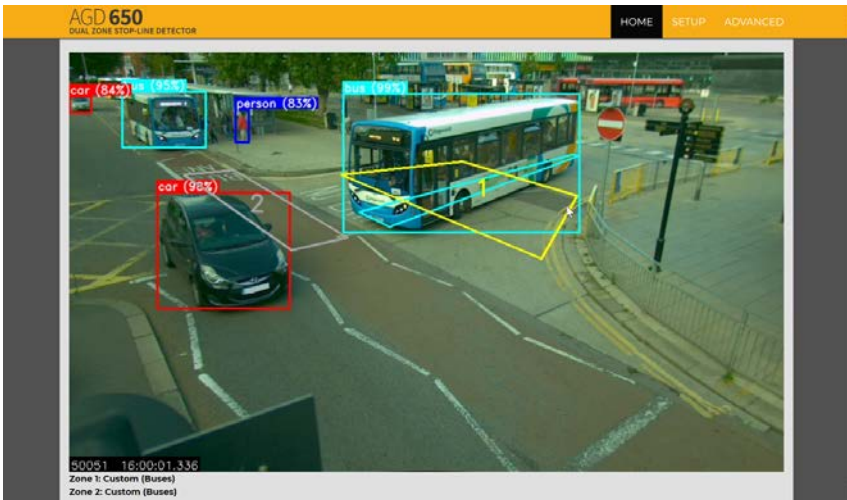 AGD 650
DUAL ZONE STOP-LINE DETECTOR
HOME SETUP ADVANCED
car (84%)
us (95%)
person (83%)
bus (99%)
1
car (98%)
2
50051 16:00:01.336
Zone 1: Custom (Buses)
Zone 2: Custom (Buses)